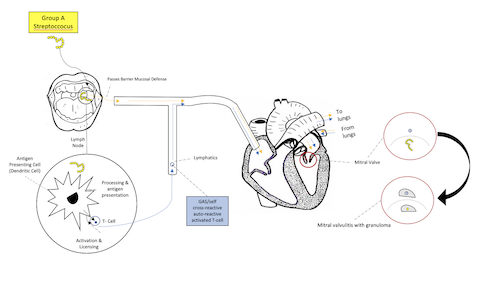 Group A
Streptoccocus
Passes Barrier Mucosal Defense
To
lungs
From
lungs
Lymph
Node
Antigen
Presenting Cell
(Dendritic Cell)
Processing &
antigen
presentation
Lymphatics
Mitral Valve
GAS/self
cross-reactive
auto-reactive
activated T-cell
T- Cell
Activation &
Licensing
Mitral valvulitis with granuloma